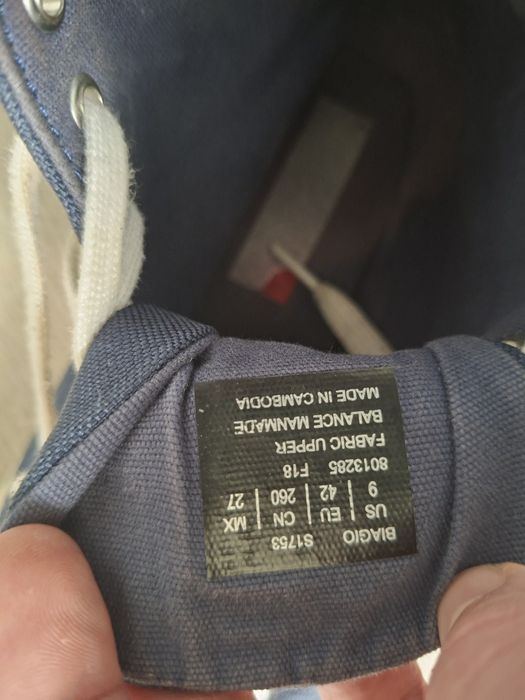 BIAGIO S1753
US | EU | CN | MX
9 | 42 | 260 | 27
8013285 F18
FABRIC UPPER
BALANCE MANMADE
MADE IN CAMBODIA